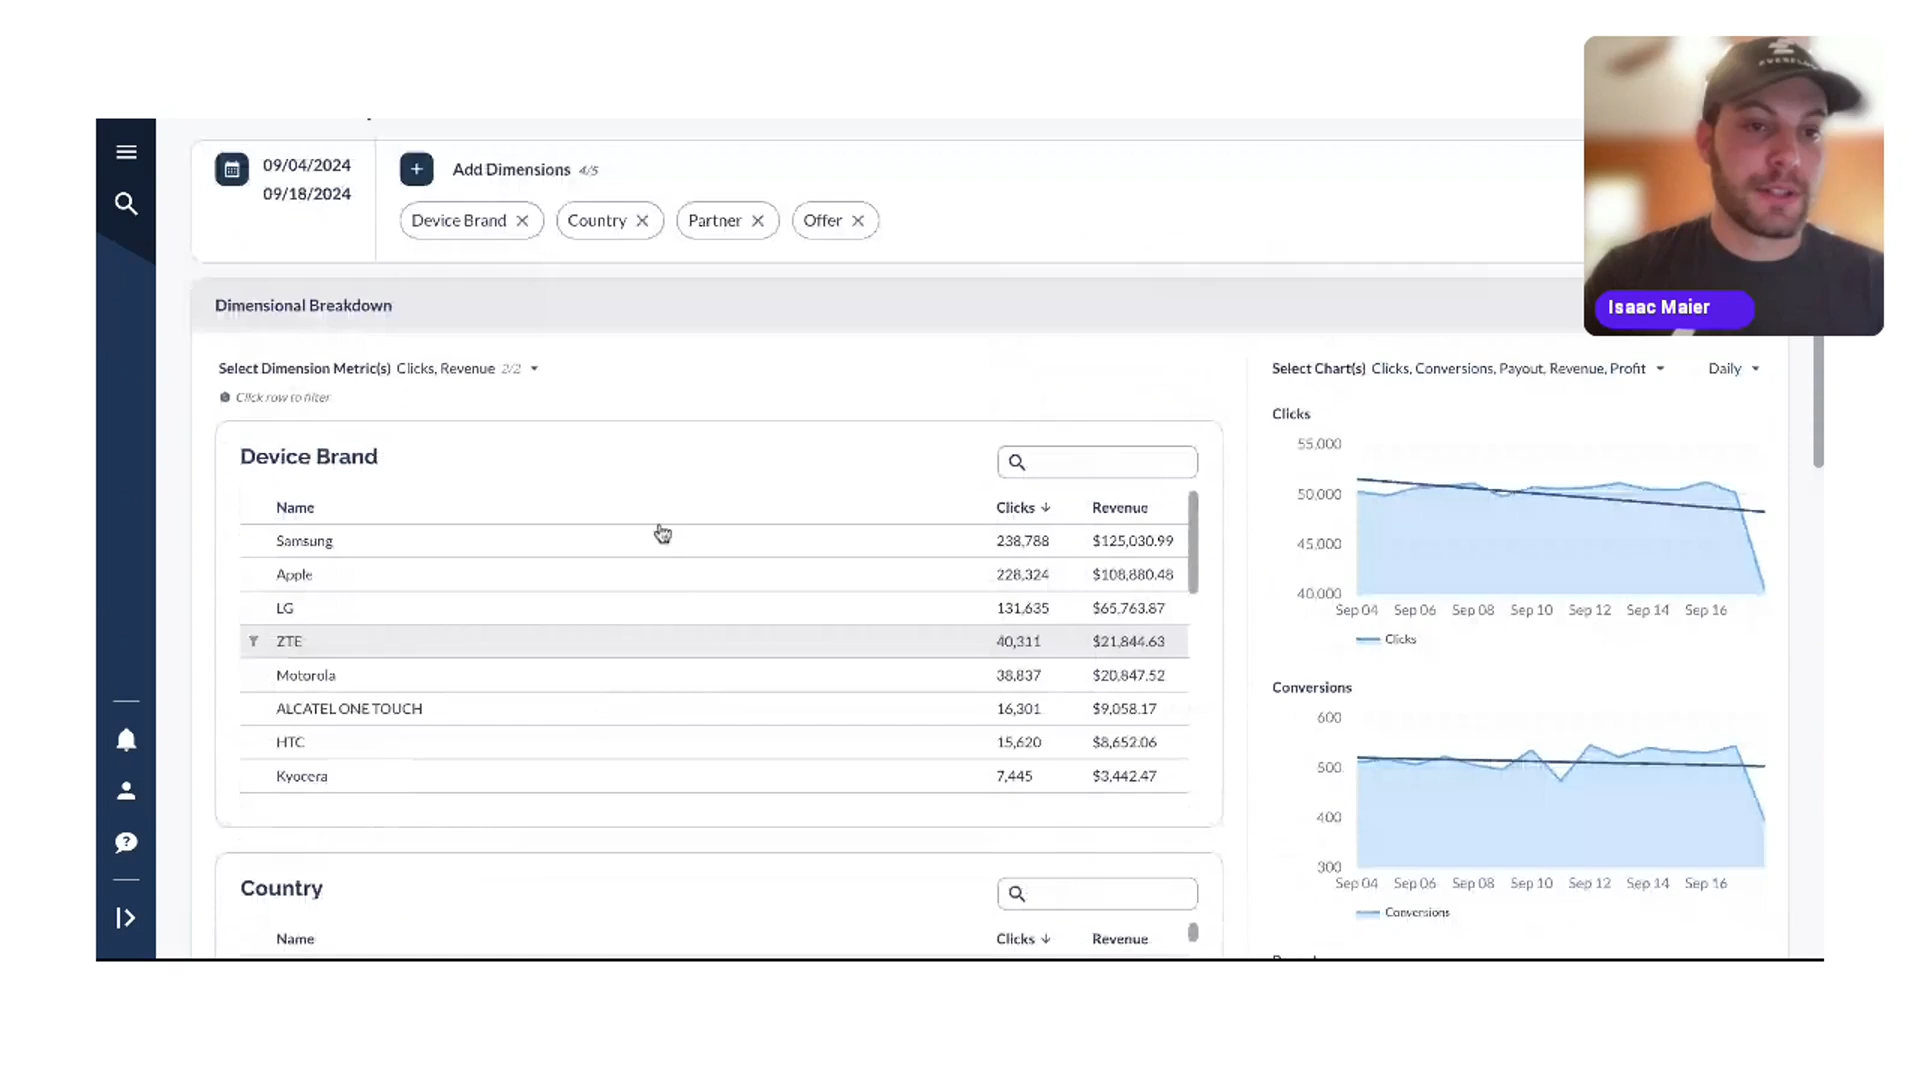 09/04/2024
09/18/2024
Add Dimensions 4/5
Device Brand
Country
Partner
Offer
Isaac Maier
Dimensional Breakdown
Select Dimension Metric(s) Clicks, Revenue 2/2
Click row to filter
Device Brand
Name Clicks Revenue
Samsung 238,788 $125,030.99
Apple 228,324 $108,880.48
LG 131,635 $65,763.87
ZTE 40,311 $21,844.63
Motorola 38,837 $20,847.52
ALCATEL ONE TOUCH 16,301 $9,058.17
HTC 15,620 $8,652.06
Kyocera 7,445 $3,442.47
Country
Name Clicks Revenue
Select Chart(s) Clicks, Conversions, Payout, Revenue, Profit Daily
Clicks
55,000
50,000
45,000
40,000
Sep 04 Sep 06 Sep 08 Sep 10 Sep 12 Sep 14 Sep 16
Clicks
Conversions
600
500
400
300
Sep 04 Sep 06 Sep 08 Sep 10 Sep 12 Sep 14 Sep 16
Conversions